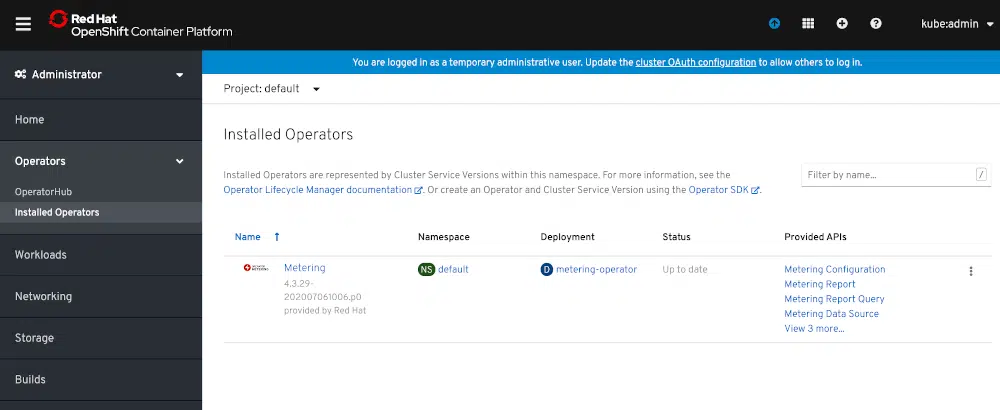 Red Hat
OpenShift Container Platform
kube:admin
Administrator
You are logged in as a temporary administrative user. Update the cluster OAuth configuration to allow others to log in.
Project: default
Home
Operators
OperatorHub
Installed Operators
Workloads
Networking
Storage
Builds
Installed Operators
Installed Operators are represented by Cluster Service Versions within this namespace. For more information, see the
Operator Lifecycle Manager documentation. Or create an Operator and Cluster Service Version using the Operator SDK.
Filter by name...
/
Name Namespace Deployment Status Provided APIs
Metering NS default D metering-operator Up to date Metering Configuration
4.3.29-
202007061006.p0
provided by Red Hat
Metering Report
Metering Report Query
Metering Data Source
View 3 more...